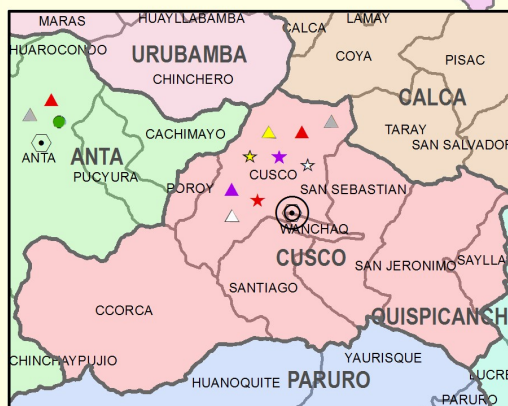 MARAS
HUAYLLABAMBA
CALCA
LAMAY
HUAROCONDO
URUBAMBA
COYA
PISAC
CHINCHERO
CALCA
CACHIMAYO
TARAY
SAN SALVADOR
ANTA
ANTA
PUCYURA
POROY
CUSCO
SAN SEBASTIAN
WANCHAQ
CUSCO
SAN JERONIMO
SAYLLA
SANTIAGO
CCORCA
QUISPICANCH
CHINCHAYPUJIO
YAURISQUE
HUANOQUITE
PARURO
LUCRE
PARURO